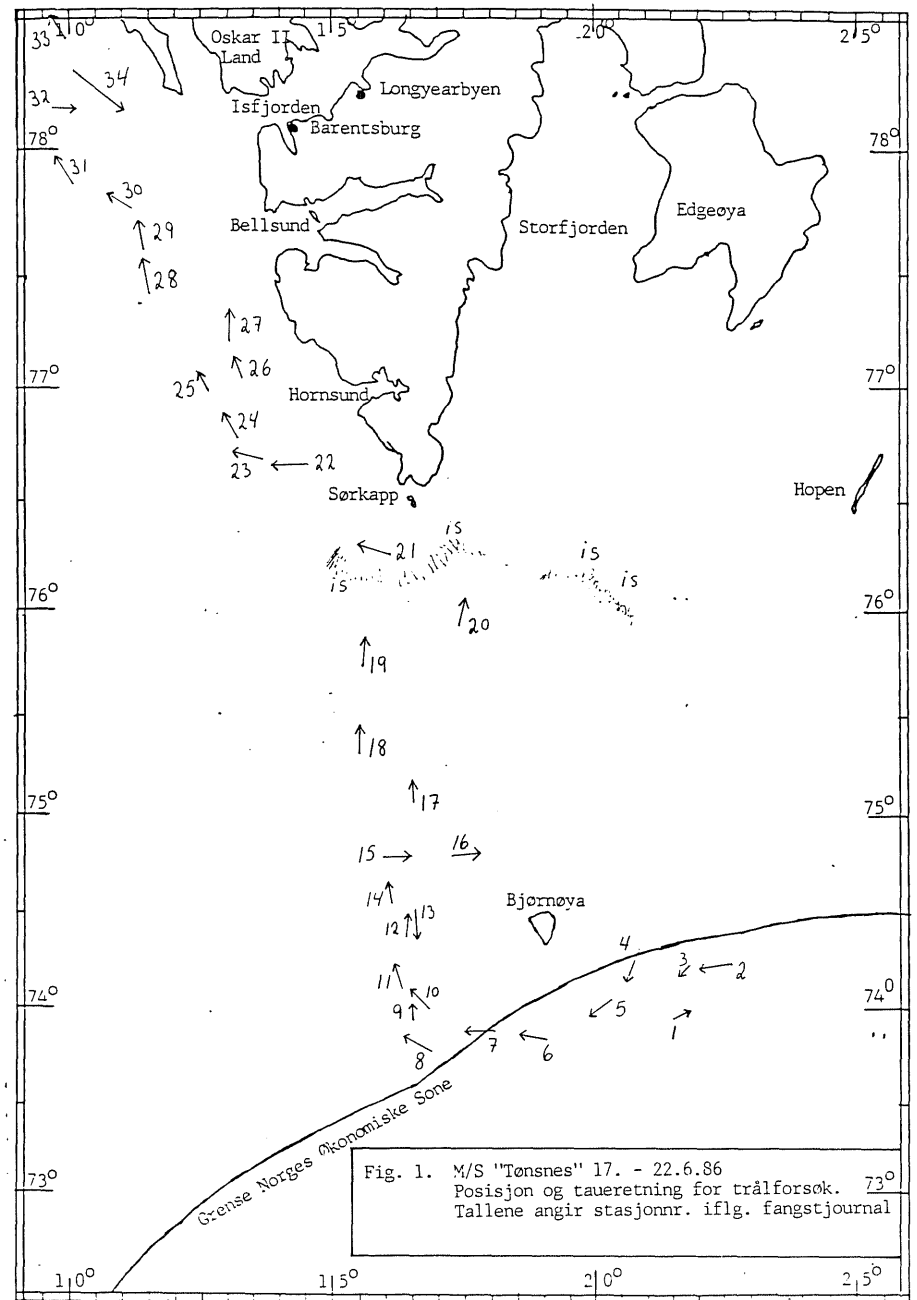 10° 15° 20° 25°
33
Oskar II
Land
34
32
Isfjorden
Longyearbyen
Barentsburg
78° 78°
31
30
29
Bellsund
Storfjorden
Edgeøya
28
27
26
25
77° 77°
Hornsund
24
23 22
Sørkapp
Hopen
is
21
is
is
is
76° 76°
20
19
18
17
75° 75°
15 16
14
Bjørnøya
13
12
4
3
2
11
10
9
74° 74°
5
1
7
6
8
Grense Norges Økonomiske Sone
73° 73°
Fig. 1. M/S "Tønsnes" 17. - 22.6.86
Posisjon og taueretning for trålforsøk.
Tallene angir stasjonnr. iflg. fangstjournal
10° 15° 20° 25°